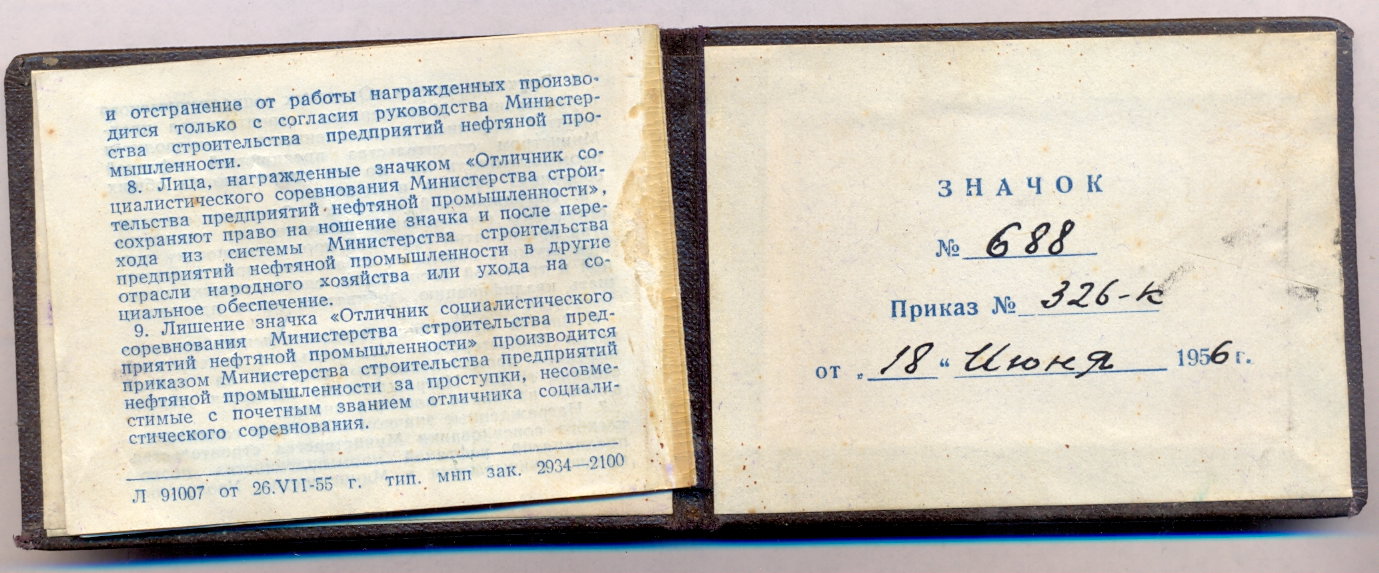 и отстранение от работы награжденных произво-
дится только с согласия руководства Министер-
ства строительства предприятий нефтяной про-
мышленности.
8. Лица, награжденные значком «Отличник со-
циалистического соревнования Министерства строи-
тельства предприятий нефтяной промышленности»,
сохраняют право на ношение значка и после пере-
хода из системы Министерства строительства
предприятий нефтяной промышленности в другие
отрасли народного хозяйства или ухода на со-
циальное обеспечение.
9. Лишение значка «Отличник социалистического
соревнования Министерства строительства пред-
приятий нефтяной промышленности» производится
приказом Министерства строительства предприятий
нефтяной промышленности за проступки, несовме-
стимые с почетным званием отличника социали-
стического соревнования.
Л 91007 от 26.VII-55 г. тип. мнп зак. 2934—2100
ЗНАЧОК
№ 688
Приказ № 326-к
от „18“ Июня 1956 г.